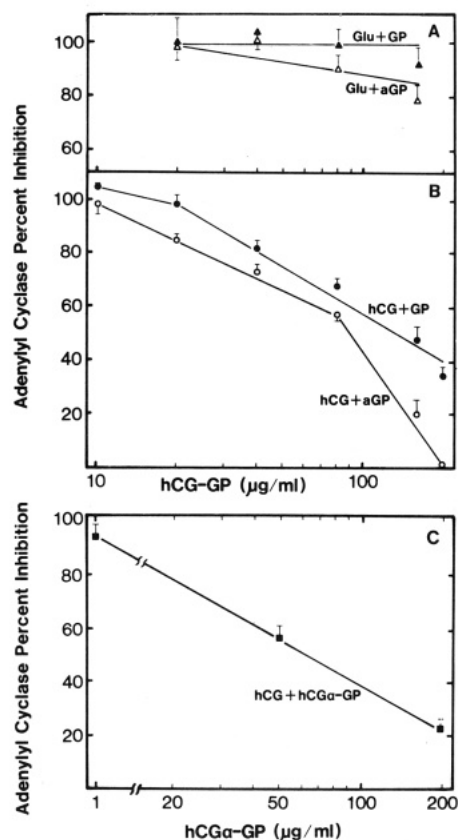 A
100
Glu+GP
80
Glu+aGP
60
B
100
80
60
hCG+GP
40
hCG+aGP
20
Adenylyl Cyclase Percent Inhibition
10
100
hCG-GP (µg/ml)
C
100
80
60
40
hCG+hCGα-GP
20
Adenylyl Cyclase Percent Inhibition
1
20
50
100
200
hCGα-GP (µg/ml)